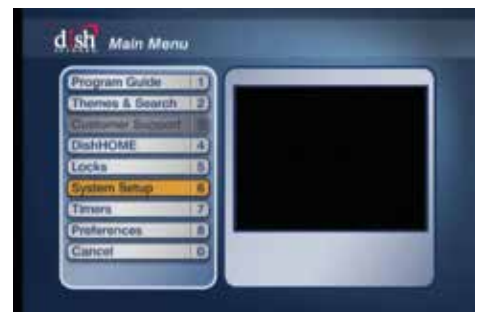 dish Main Menu
NETWORK
Program Guide 1
Themes & Search 2
Customer Support 3
DishHOME 4
Locks 5
System Setup 6
Timers 7
Preferences 8
Cancel 0